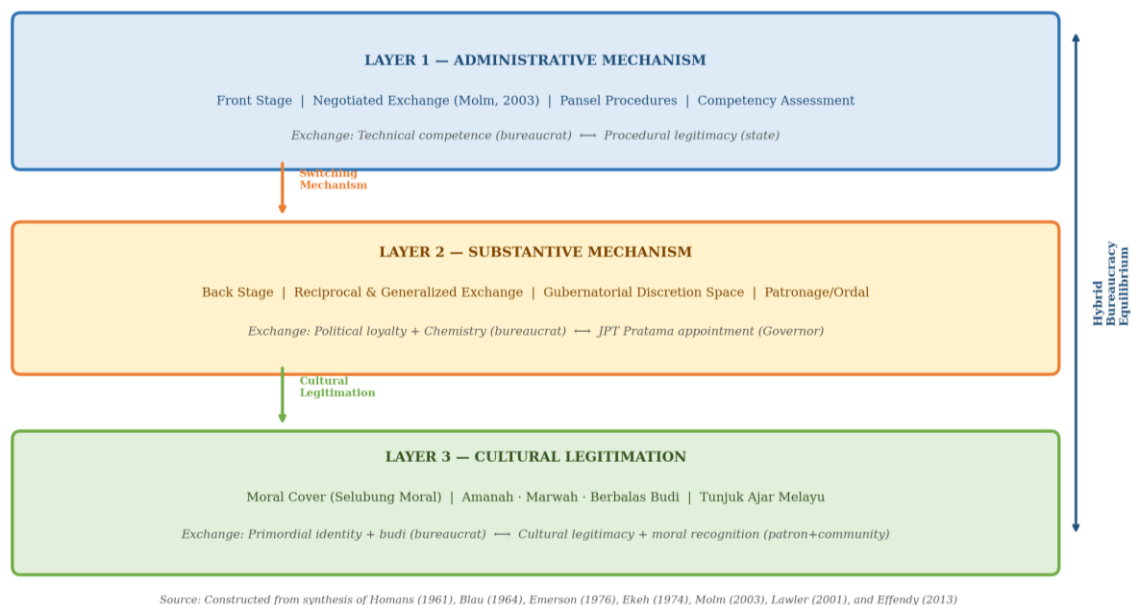 LAYER 1 — ADMINISTRATIVE MECHANISM
Front Stage | Negotiated Exchange (Molm, 2003) | Pansel Procedures | Competency Assessment
Exchange: Technical competence (bureaucrat) ⟷ Procedural legitimacy (state)
Switching
Mechanism
LAYER 2 — SUBSTANTIVE MECHANISM
Back Stage | Reciprocal & Generalized Exchange | Gubernatorial Discretion Space | Patronage/Ordal
Exchange: Political loyalty + Chemistry (bureaucrat) ⟷ JPT Pratama appointment (Governor)
Cultural
Legitimation
LAYER 3 — CULTURAL LEGITIMATION
Moral Cover (Selubung Moral) | Amanah · Marwah · Berbalas Budi | Tunjuk Ajar Melayu
Exchange: Primordial identity + budi (bureaucrat) ⟷ Cultural legitimacy + moral recognition (patron+community)
Hybrid
Bureaucracy
Equilibrium
Source: Constructed from synthesis of Homans (1961), Blau (1964), Emerson (1976), Ekeh (1974), Molm (2003), Lawler (2001), and Effendy (2013)